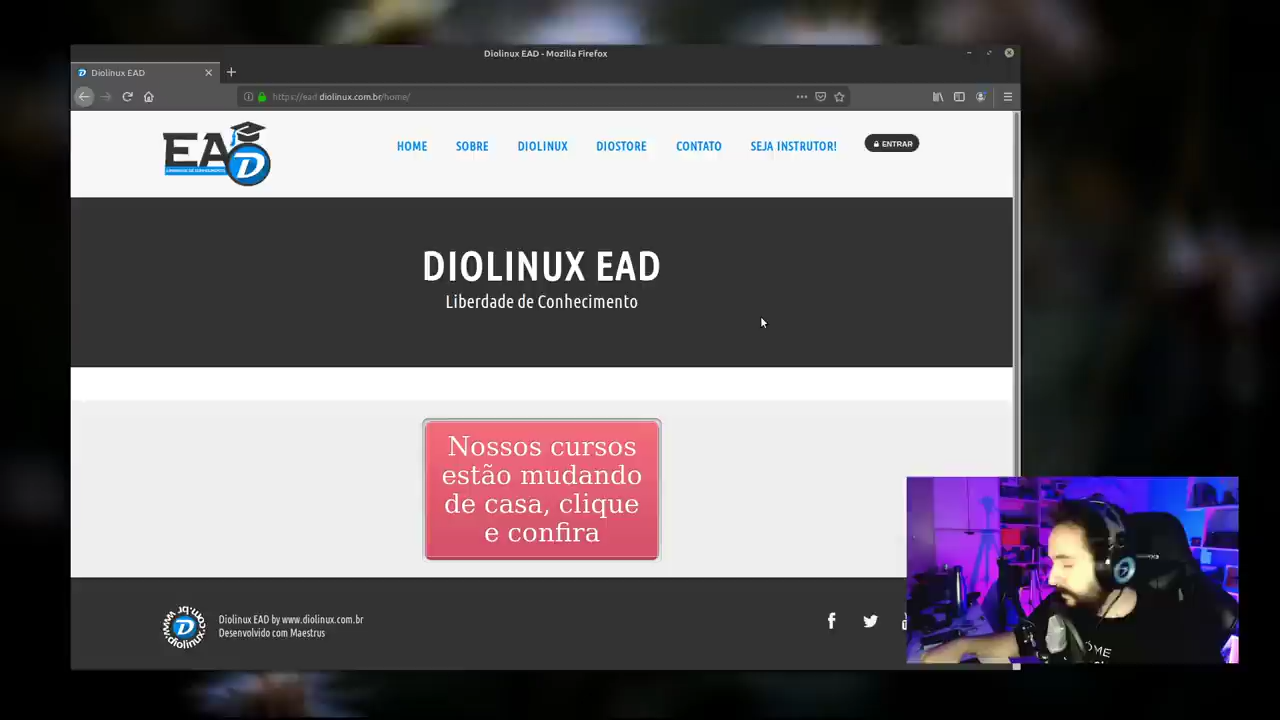 Diolinux EAD - Mozilla Firefox
Diolinux EAD
https://ead.diolinux.com.br/home/
EAD
HOME SOBRE DIOLINUX DIOSTORE CONTATO SEJA INSTRUTOR! ENTRAR
DIOLINUX EAD
Liberdade de Conhecimento
Nossos cursos
estão mudando
de casa, clique
e confira
Diolinux EAD by www.diolinux.com.br
Desenvolvido com Maestrus